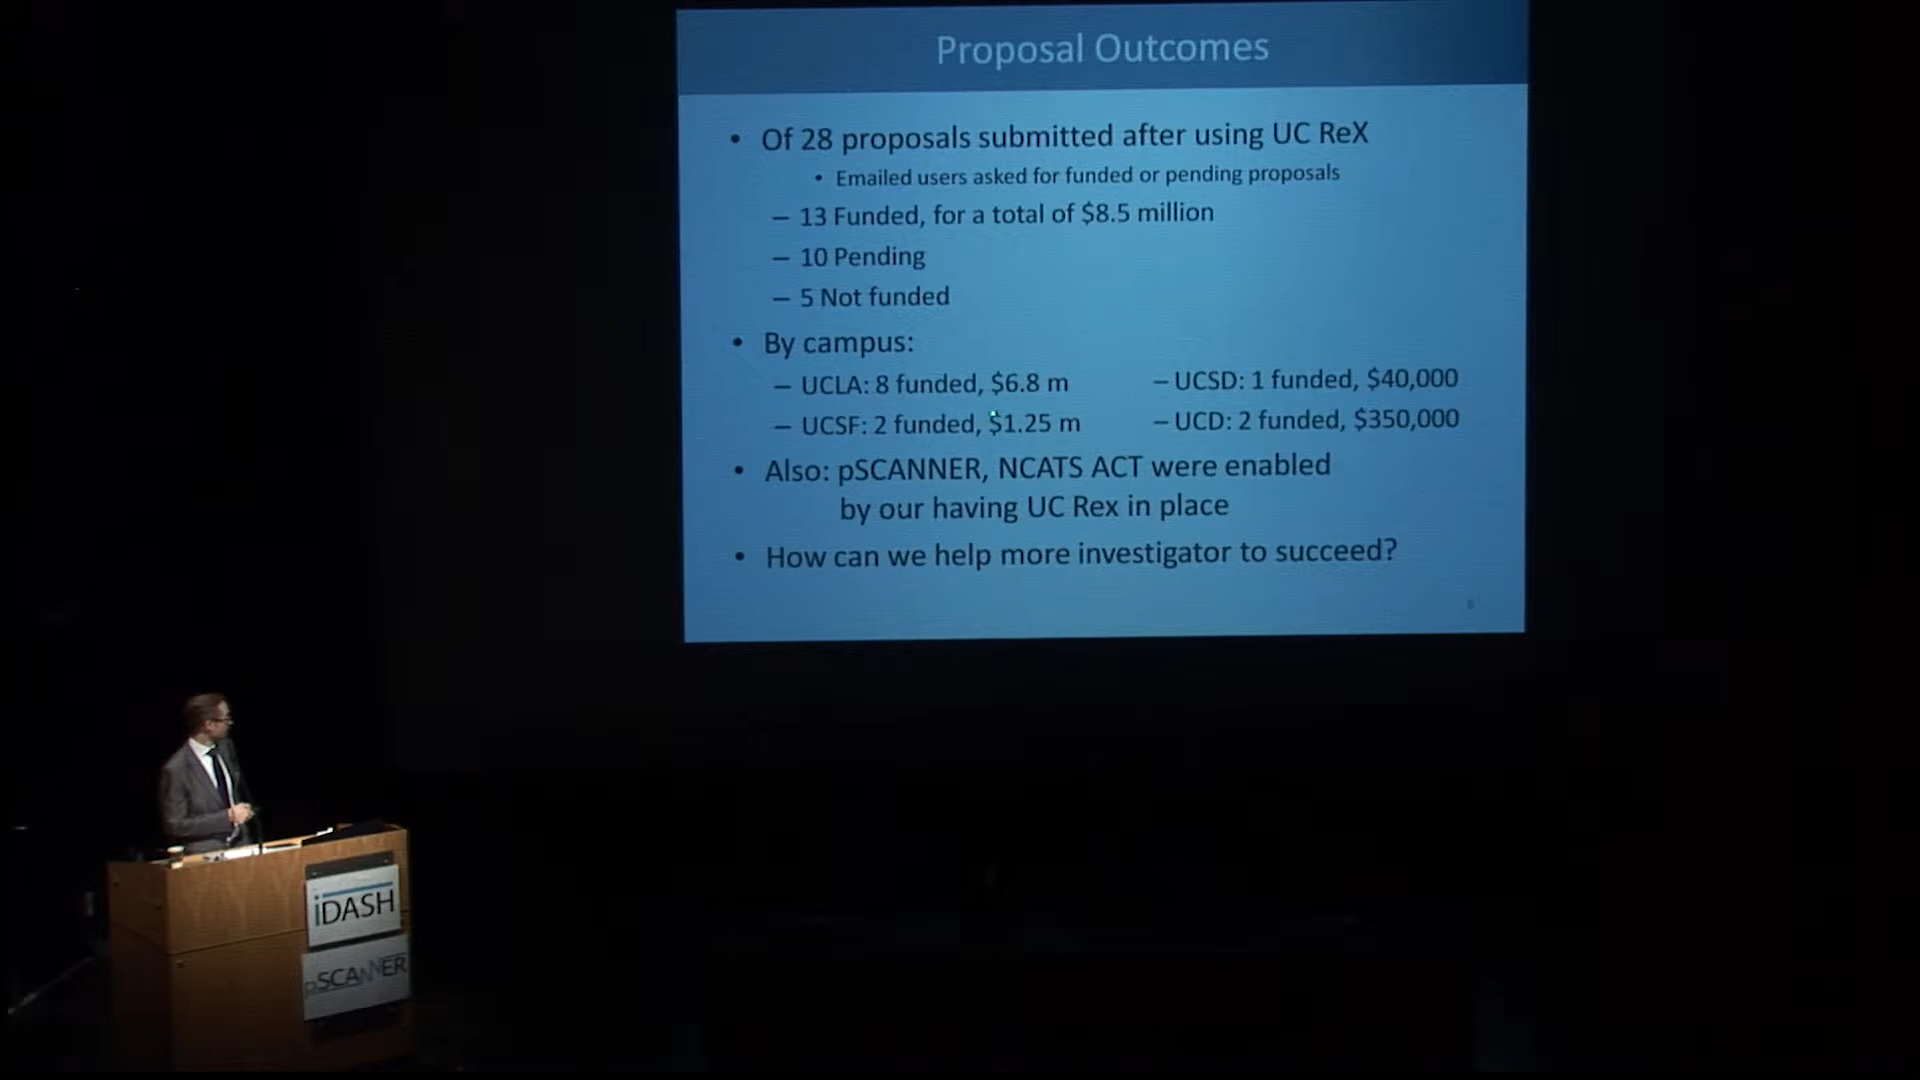 Proposal Outcomes
• Of 28 proposals submitted after using UC ReX
• Emailed users asked for funded or pending proposals
– 13 Funded, for a total of $8.5 million
– 10 Pending
– 5 Not funded
• By campus:
– UCLA: 8 funded, $6.8 m
– UCSF: 2 funded, $1.25 m
– UCSD: 1 funded, $40,000
– UCD: 2 funded, $350,000
• Also: pSCANNER, NCATS ACT were enabled
by our having UC Rex in place
• How can we help more investigator to succeed?
iDASH
pSCANNER